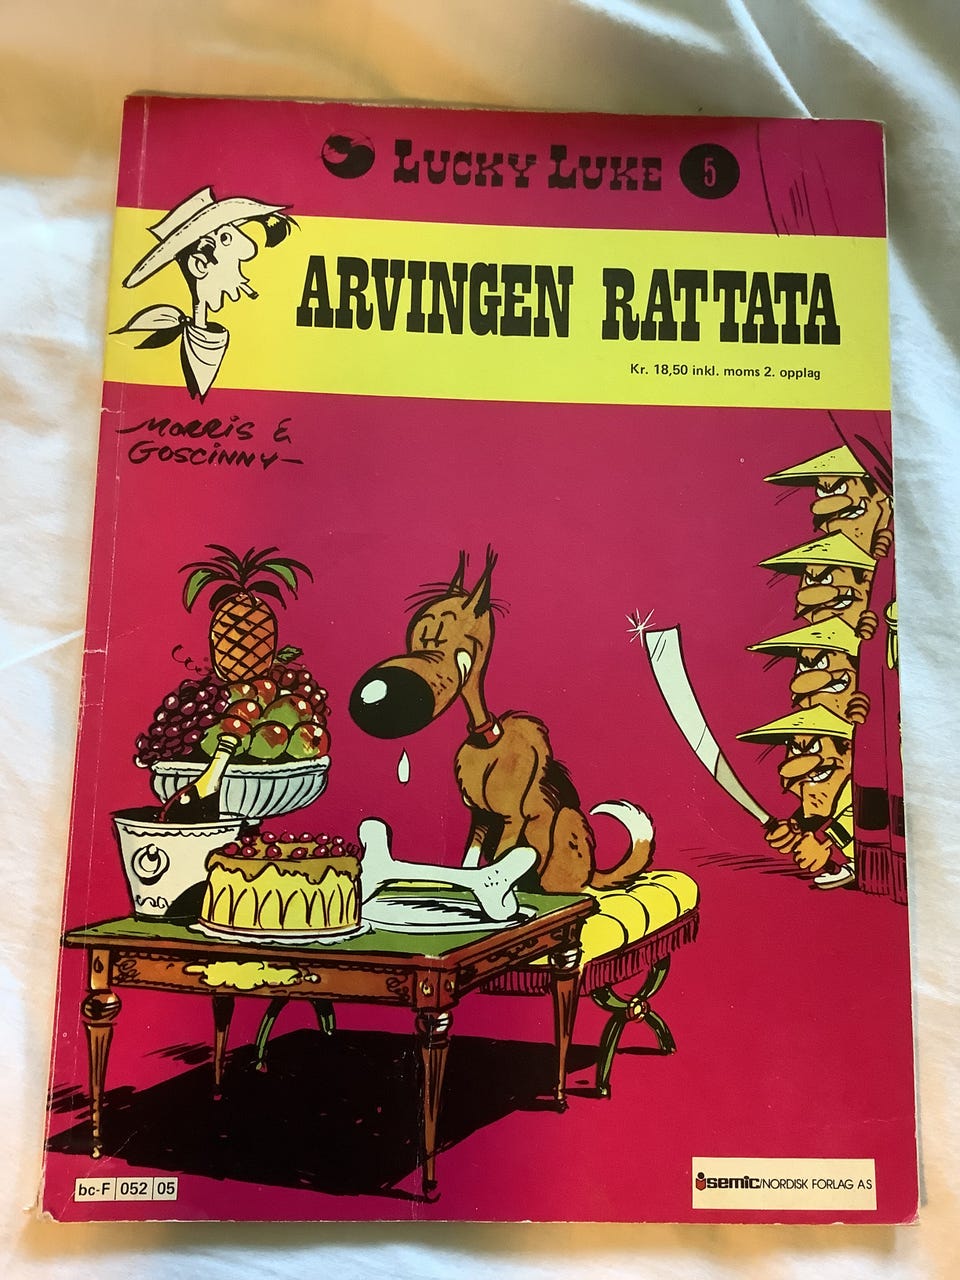 LUCKY LUKE 5
ARVINGEN RATTATA
Kr. 18,50 inkl. moms 2. opplag
MORRIS &
GOSCINNY
bc-F 052 05
semic/NORDISK FORLAG AS